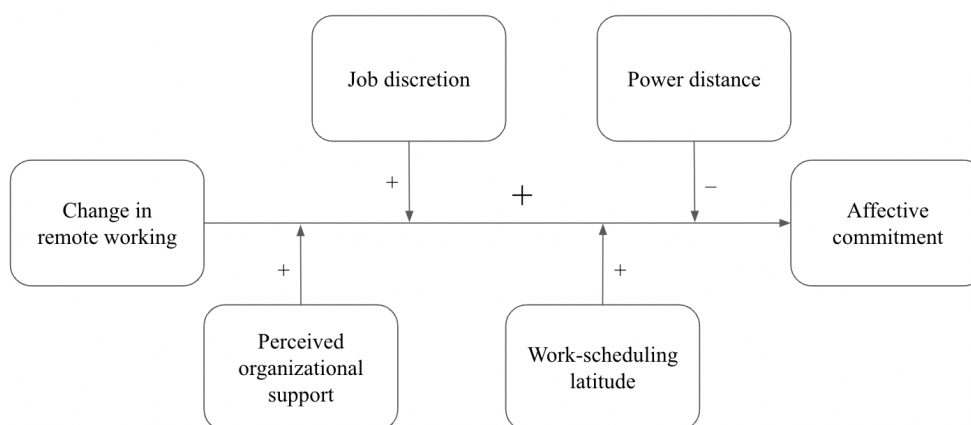 Job discretion
Power distance
+
+
–
Change in
remote working
Affective
commitment
+
+
Perceived
organizational
support
Work-scheduling
latitude